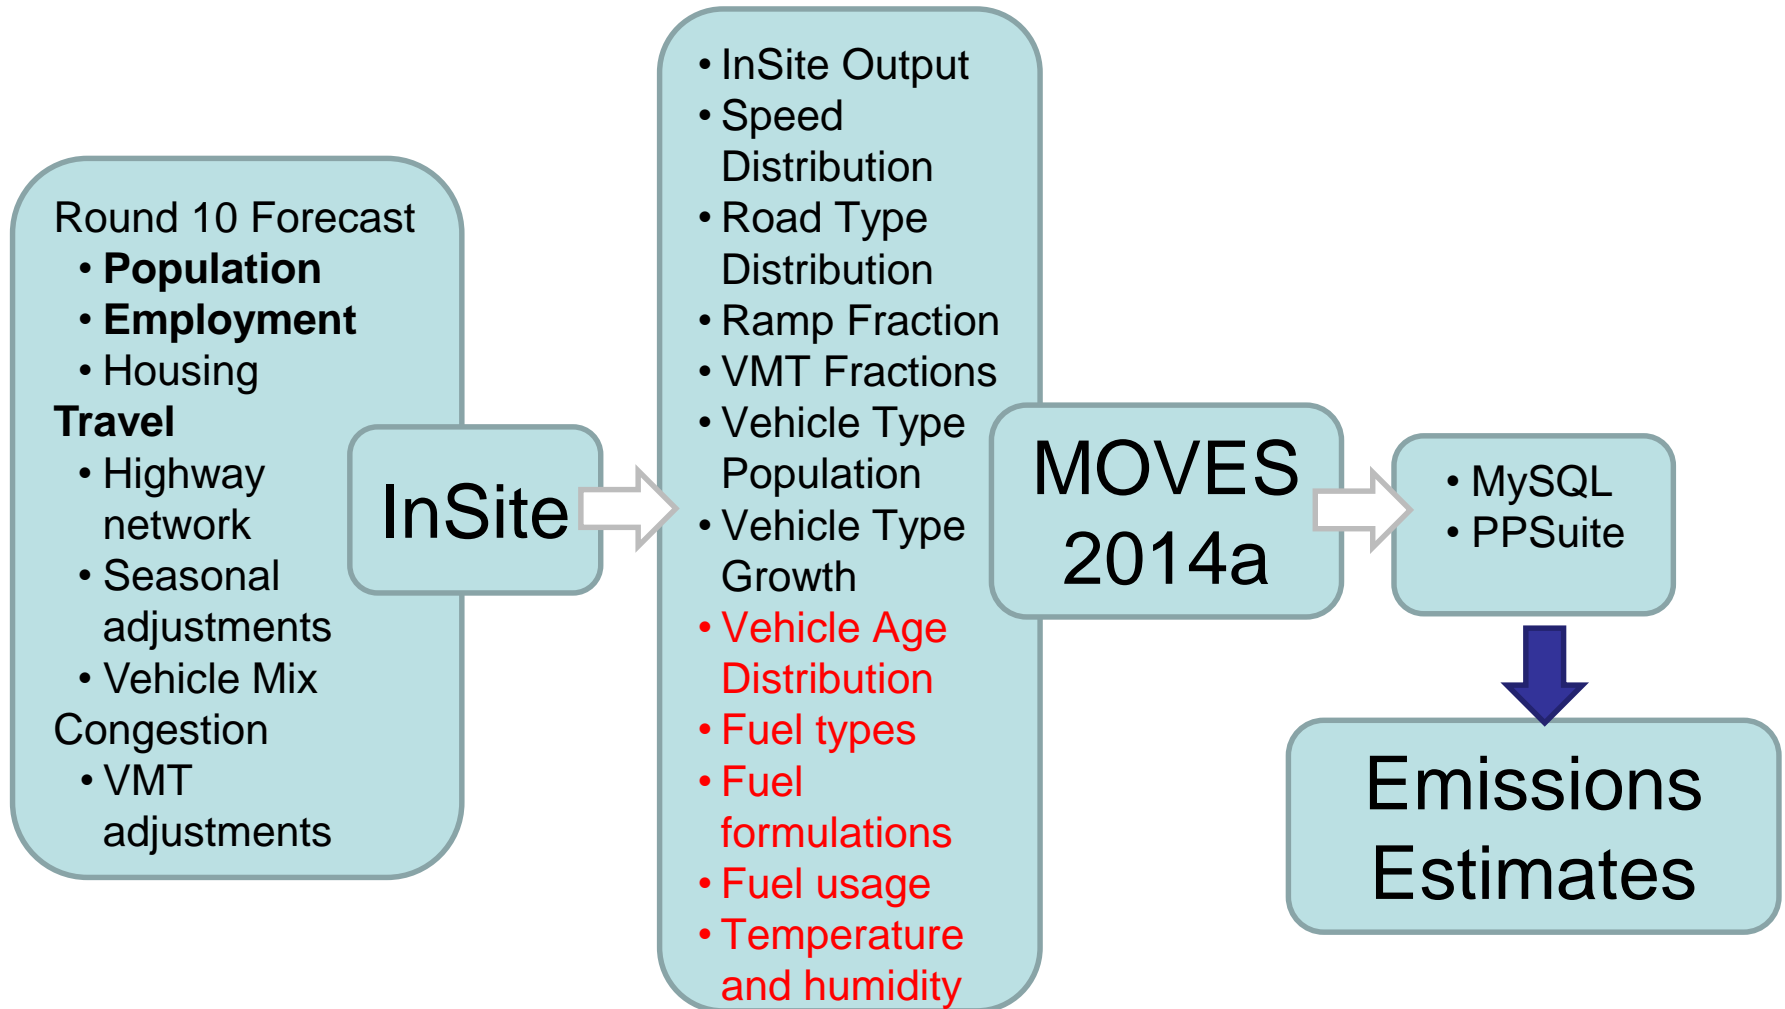 Round 10 Forecast
• Population
• Employment
• Housing
Travel
• Highway
network
• Seasonal
adjustments
• Vehicle Mix
Congestion
• VMT
adjustments
InSite
• InSite Output
• Speed
Distribution
• Road Type
Distribution
• Ramp Fraction
• VMT Fractions
• Vehicle Type
Population
• Vehicle Type
Growth
• Vehicle Age
Distribution
• Fuel types
• Fuel
formulations
• Fuel usage
• Temperature
and humidity
MOVES
2014a
• MySQL
• PPSuite
Emissions
Estimates